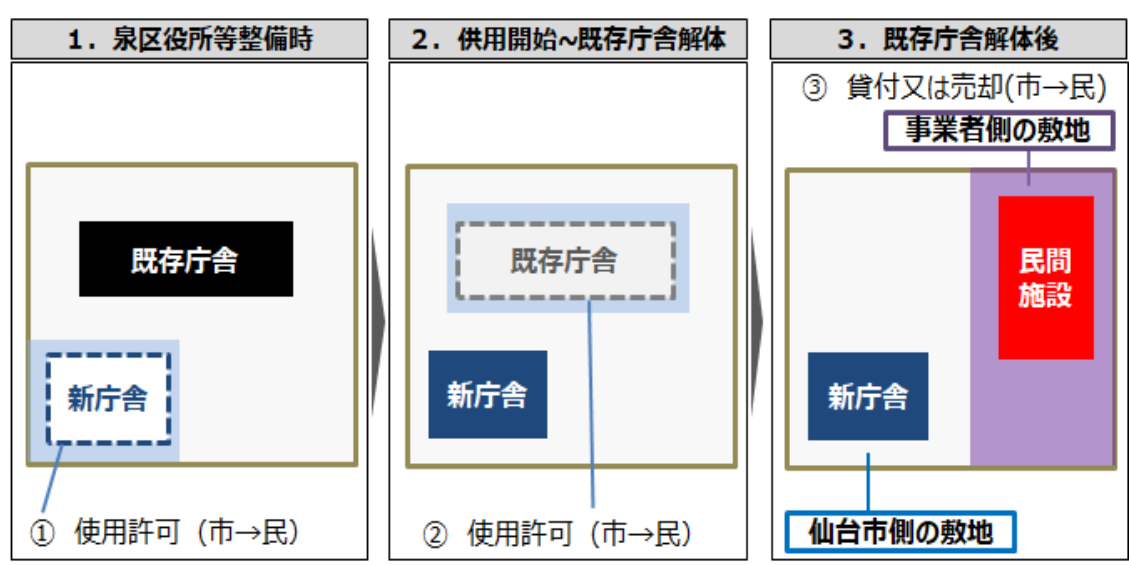 1．泉区役所等整備時
既存庁舎
新庁舎
① 使用許可（市→民）
2．供用開始~既存庁舎解体
既存庁舎
新庁舎
② 使用許可（市→民）
3．既存庁舎解体後
③ 貸付又は売却(市→民)
事業者側の敷地
民間
施設
新庁舎
仙台市側の敷地